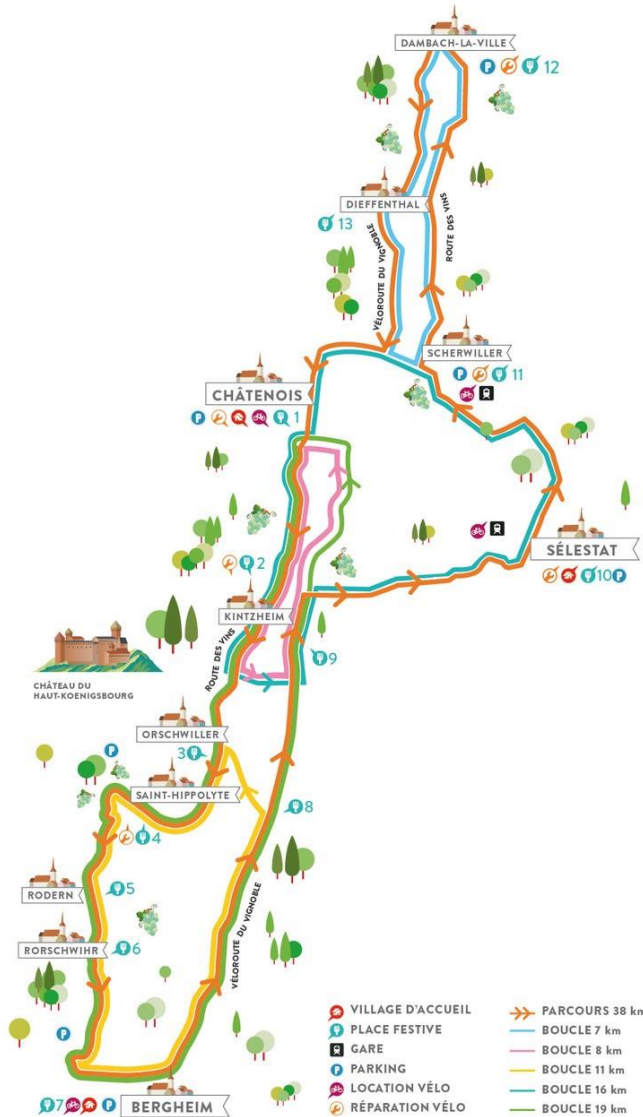 DAMBACH-LA-VILLE
P 12
DIEFFENTHAL
13
VÉLOROUTE DU VIGNOBLE
ROUTE DES VINS
SCHERWILLER
P 11
CHÂTENOIS
P 1
SÉLESTAT
10 P
2
KINTZHEIM
9
ROUTE DES VINS
CHÂTEAU DU
HAUT-KOENIGSBOURG
ORSCHWILLER
3
P
SAINT-HIPPOLYTE
8
4
RODERN
5
RORSCHWIHR
6
VÉLOROUTE DU VIGNOBLE
P
7 P
BERGHEIM
VILLAGE D'ACCUEIL
PLACE FESTIVE
GARE
P PARKING
LOCATION VÉLO
RÉPARATION VÉLO
PARCOURS 38 km
BOUCLE 7 km
BOUCLE 8 km
BOUCLE 11 km
BOUCLE 16 km
BOUCLE 19 km